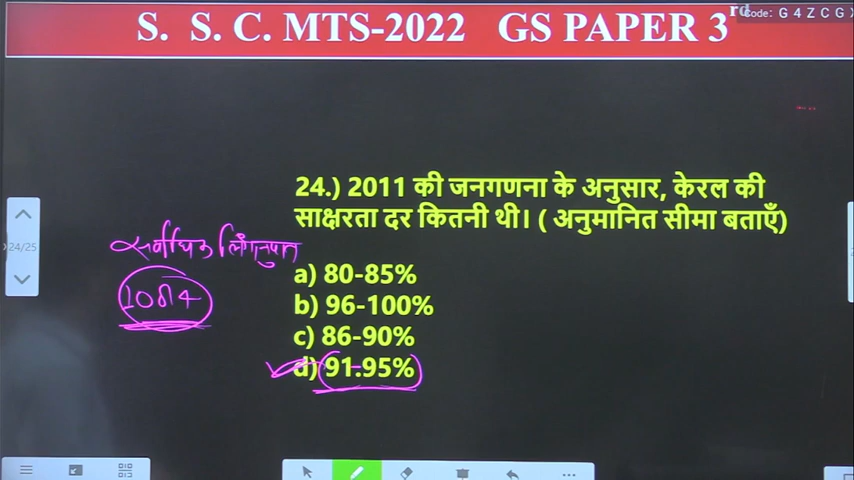 S. S. C. MTS-2022 GS PAPER 3
Code: G 4 Z C G
24.) 2011 की जनगणना के अनुसार, केरल की
साक्षरता दर कितनी थी। ( अनुमानित सीमा बताएँ)
सर्वाधिक लिंगानुपात
24/25
a) 80-85%
1084
b) 96-100%
c) 86-90%
d) 91.95%